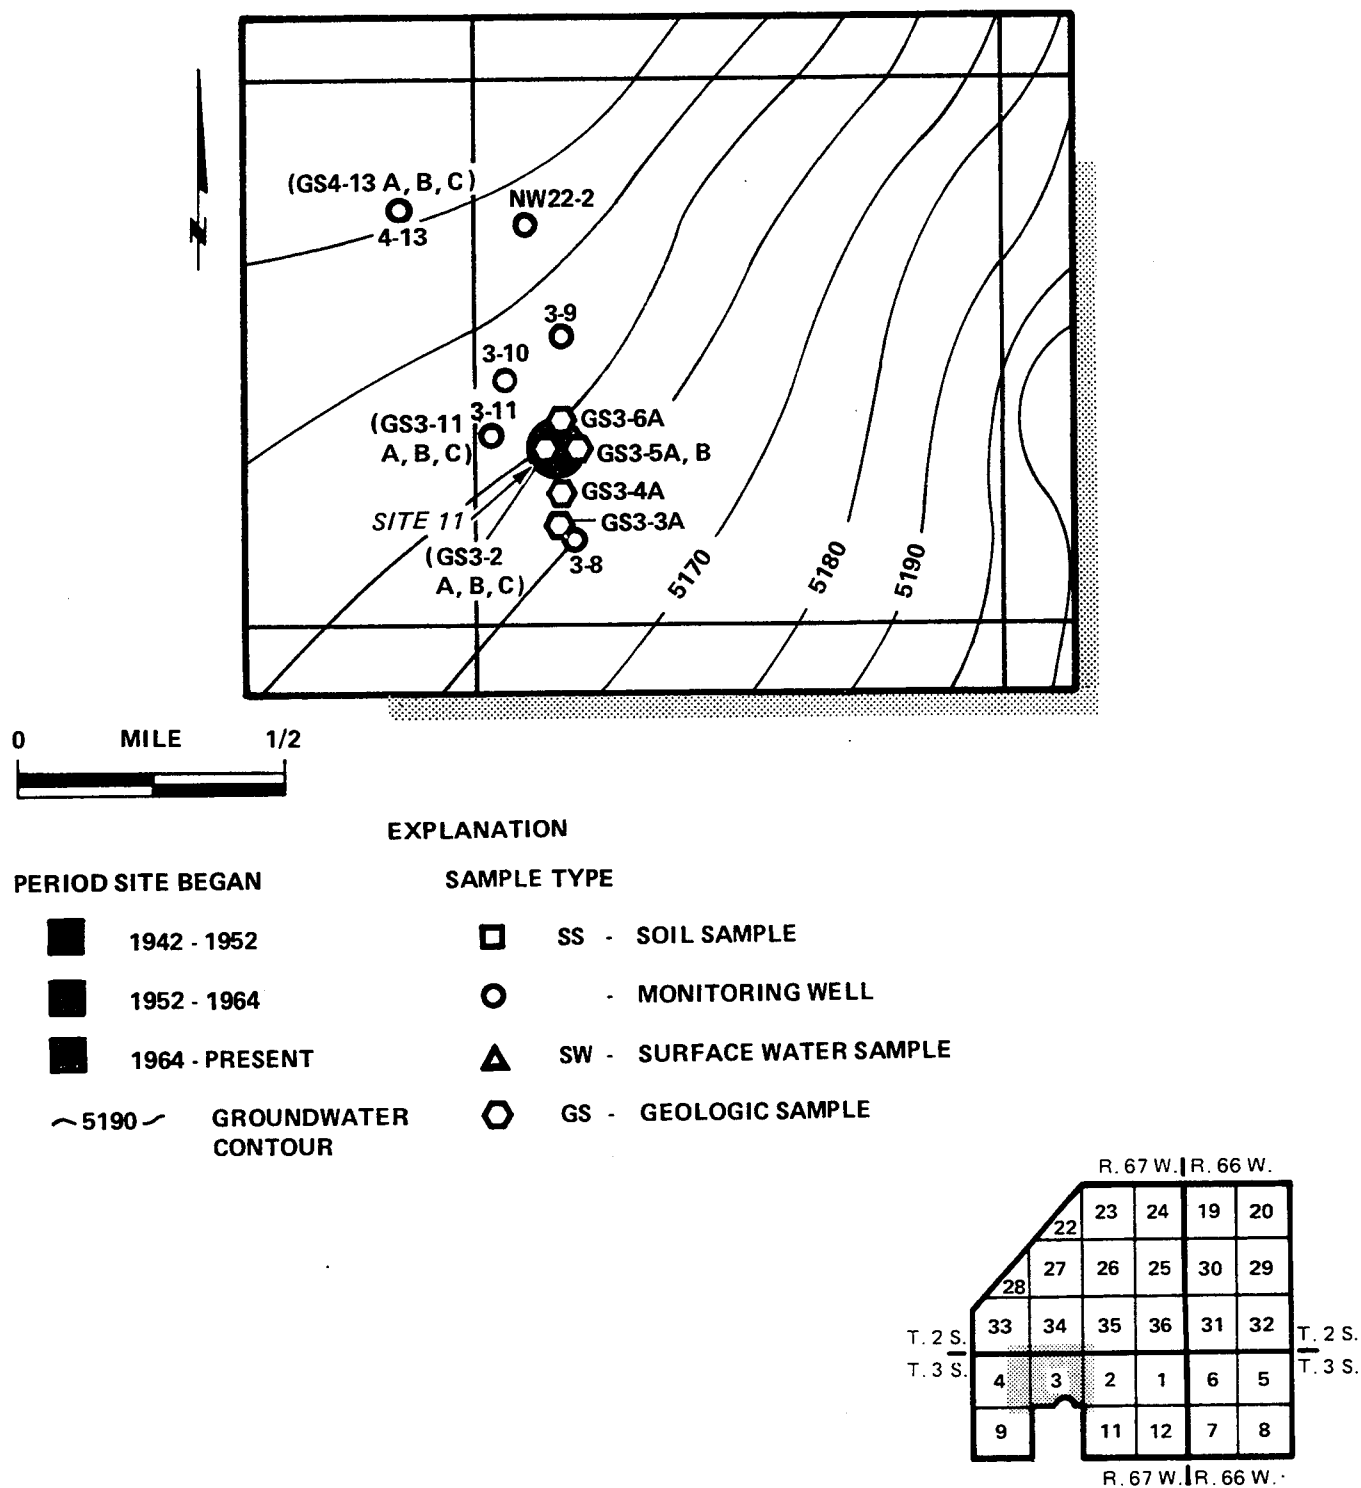 (GS4-13 A, B, C)
NW22-2
4-13
N
3-9
3-10
3-11
(GS3-11
A, B, C)
GS3-6A
GS3-5A, B
GS3-4A
SITE 11
GS3-3A
(GS3-2
A, B, C)
3-8
5170
5180
5190
0 MILE 1/2
EXPLANATION
PERIOD SITE BEGAN
1942 - 1952
1952 - 1964
1964 - PRESENT
5190
GROUNDWATER
CONTOUR
SAMPLE TYPE
SS - SOIL SAMPLE
- MONITORING WELL
SW - SURFACE WATER SAMPLE
GS - GEOLOGIC SAMPLE
R. 67 W. R. 66 W.
23 24 19 20
22
27 26 25 30 29
28
33 34 35 36 31 32
T. 2 S. T. 2 S.
T. 3 S. T. 3 S.
4 3 2 1 6 5
9 11 12 7 8
R. 67 W. R. 66 W.